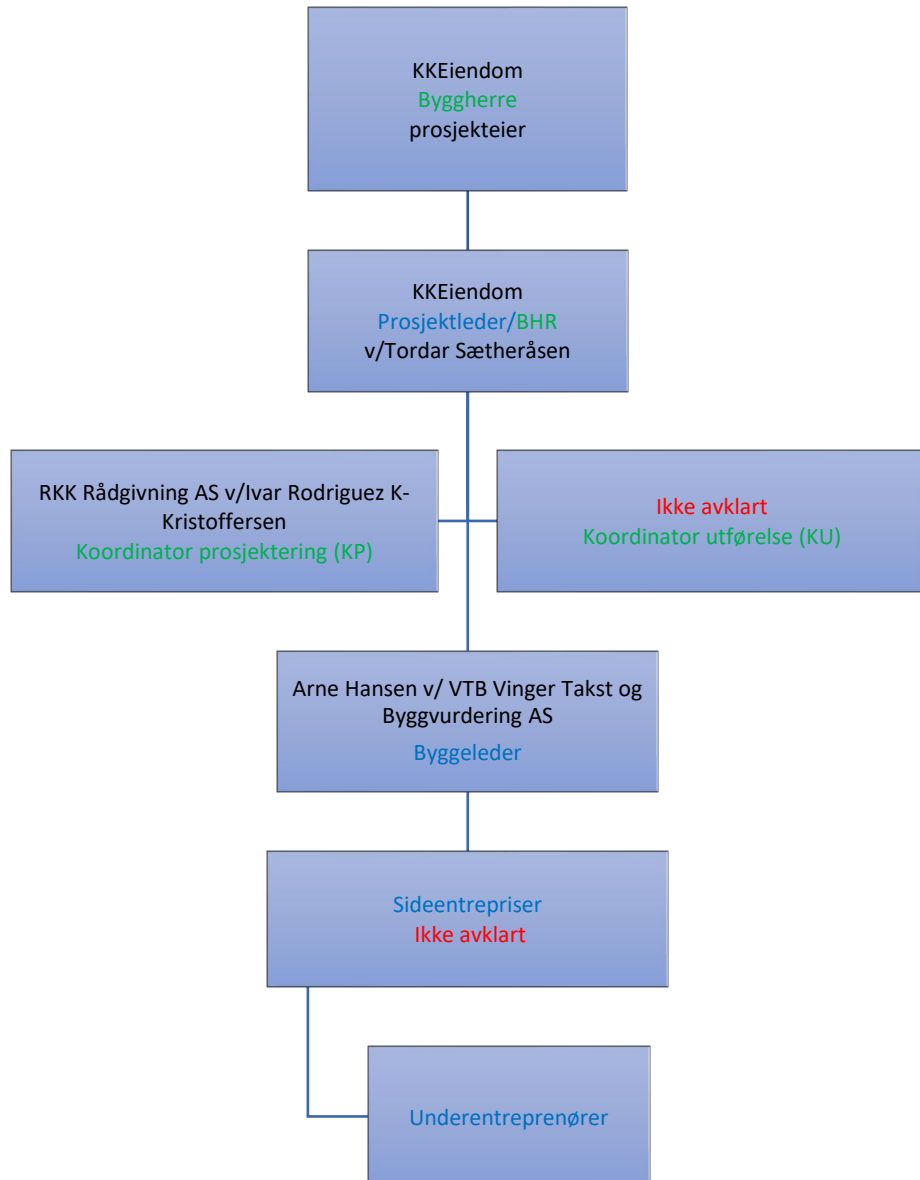 KKEiendom
Byggherre
prosjekteier
KKEiendom
Prosjektleder/BHR
v/Tordar Sætheråsen
RKK Rådgivning AS v/Ivar Rodriguez K-
Kristoffersen
Koordinator prosjektering (KP)
Ikke avklart
Koordinator utførelse (KU)
Arne Hansen v/ VTB Vinger Takst og
Byggvurdering AS
Byggeleder
Sideentrepriser
Ikke avklart
Underentreprenører